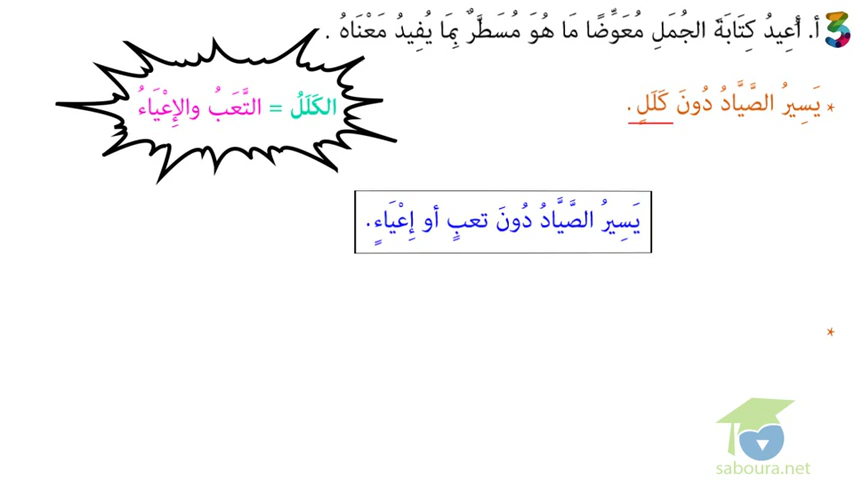 3 أ. أُعِيدُ كِتَابَةَ الجُمَلِ مُعَوِّضًا مَا هُوَ مُسَطَّرٌ بِمَا يُفِيدُ مَعْنَاهُ .
* يَسِيرُ الصَّيَّادُ دُونَ كَلَلٍ .
الكَلَلُ = التَّعَبُ والإِعْيَاءُ
يَسِيرُ الصَّيَّادُ دُونَ تعبٍ أو إِعْيَاءٍ.
*
saboura.net